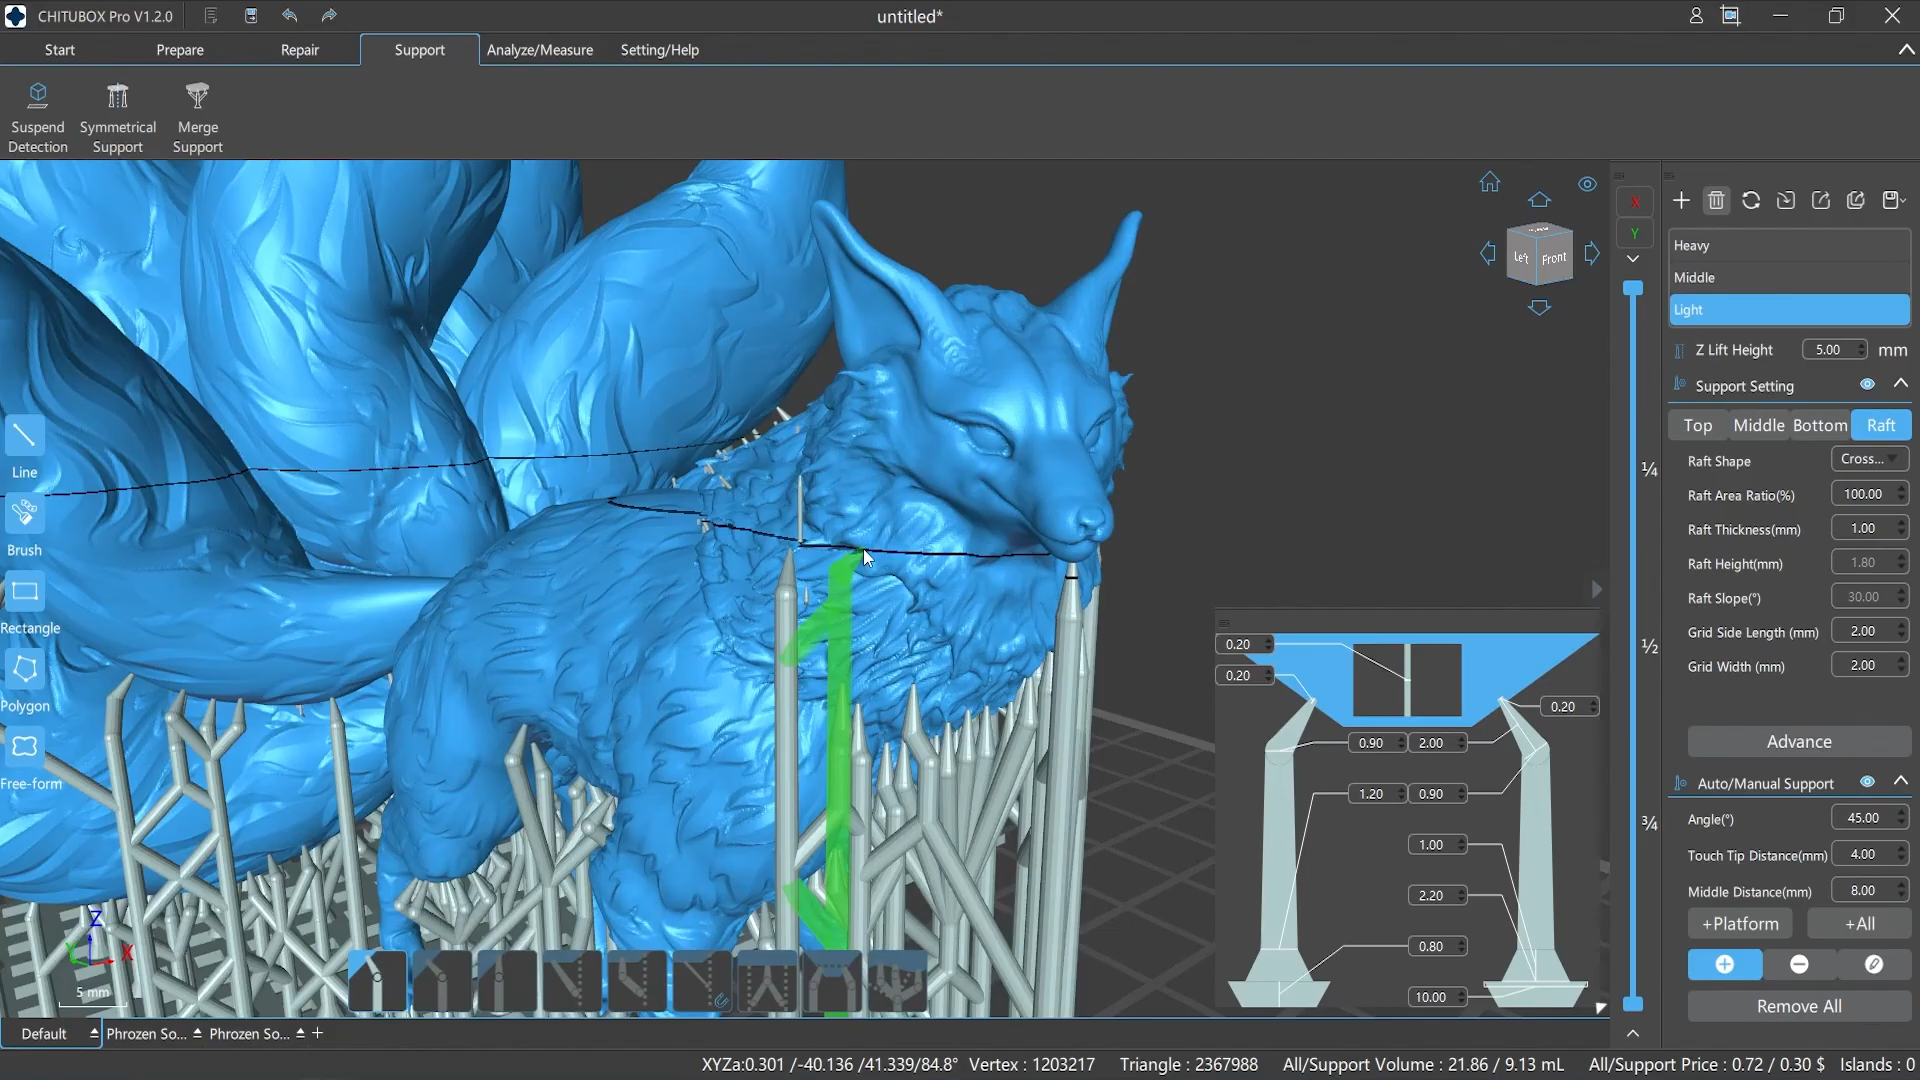 CHITUBOX Pro V1.2.0
untitled*
Start
Prepare
Repair
Support
Analyze/Measure
Setting/Help
Suspend
Detection
Symmetrical
Support
Merge
Support
Line
Brush
Rectangle
Polygon
Free-form
Left
Front
X
Y
1/4
1/2
3/4
Heavy
Middle
Light
Z Lift Height
5.00
mm
Support Setting
Top
Middle
Bottom
Raft
Raft Shape
Cross...
Raft Area Ratio(%)
100.00
Raft Thickness(mm)
1.00
Raft Height(mm)
1.80
Raft Slope(°)
30.00
Grid Side Length (mm)
2.00
Grid Width (mm)
2.00
Advance
Auto/Manual Support
Angle(°)
45.00
Touch Tip Distance(mm)
4.00
Middle Distance(mm)
8.00
+Platform
+All
Remove All
0.20
0.20
0.20
0.90
2.00
1.20
0.90
1.00
2.20
0.80
10.00
Z
Y
X
5 mm
Default
Phrozen So...
Phrozen So...
XYZa:0.301 /-40.136 /41.339/84.8°
Vertex : 1203217
Triangle : 2367988
All/Support Volume : 21.86 / 9.13 mL
All/Support Price : 0.72 / 0.30 $
Islands : 0